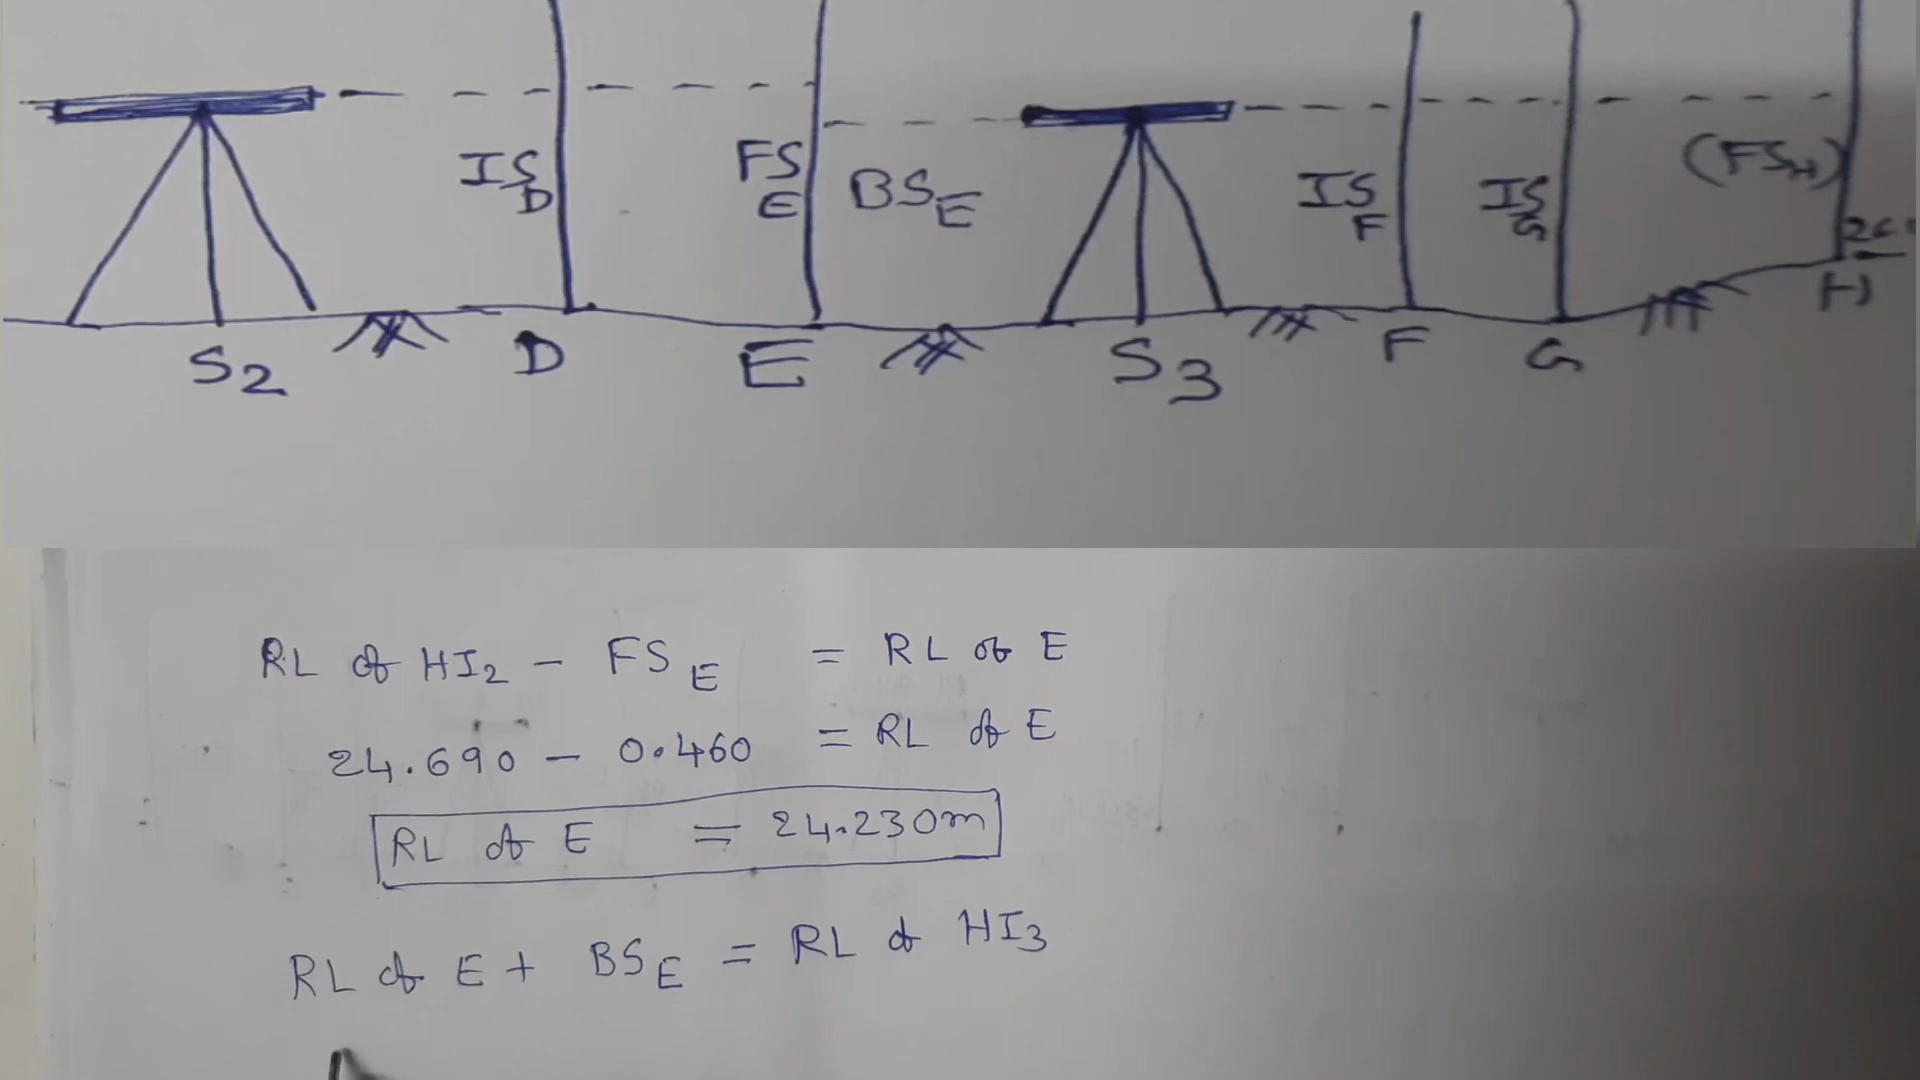 IS D
FS E
BS E
IS F
IS G
(FS H)
S2
D
E
S3
F
G
H
RL of HI2 - FS E = RL of E
24.690 - 0.460 = RL of E
RL of E = 24.230m
RL of E + BS E = RL of HI3